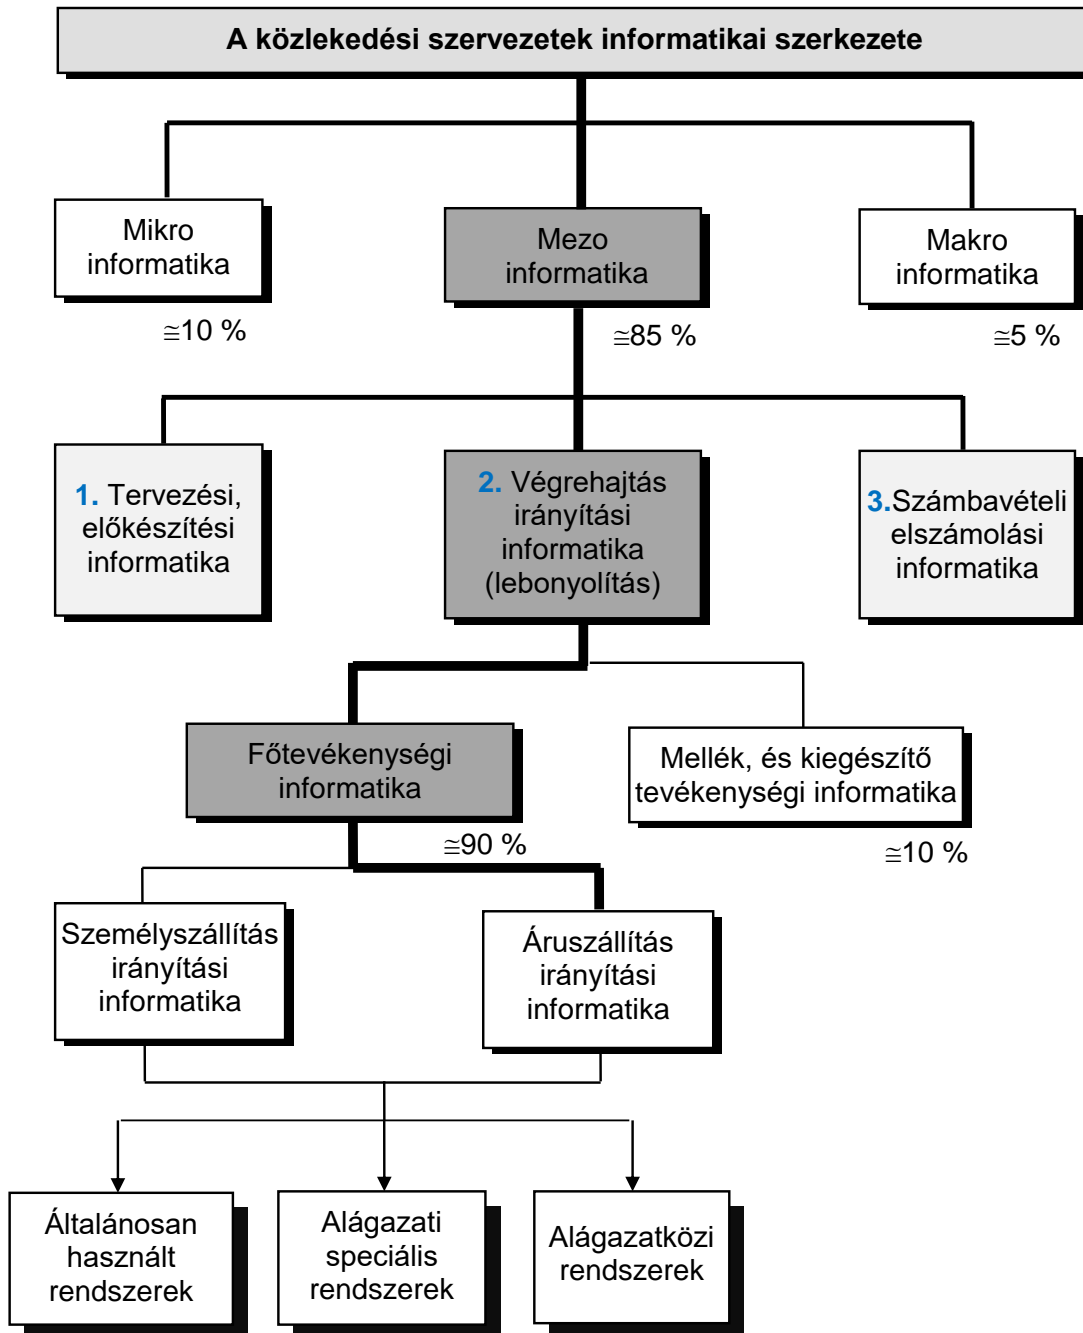 A közlekedési szervezetek informatikai szerkezete
Mikro
informatika
≅10 %
Mezo
informatika
≅85 %
Makro
informatika
≅5 %
1. Tervezési,
előkészítési
informatika
2. Végrehajtás
irányítási
informatika
(lebonyolítás)
3.Számbavételi
elszámolási
informatika
Főtevékenységi
informatika
≅90 %
Mellék, és kiegészítő
tevékenységi informatika
≅10 %
Személyszállítás
irányítási
informatika
Áruszállítás
irányítási
informatika
Általánosan
használt
rendszerek
Alágazati
speciális
rendszerek
Alágazatközi
rendszerek